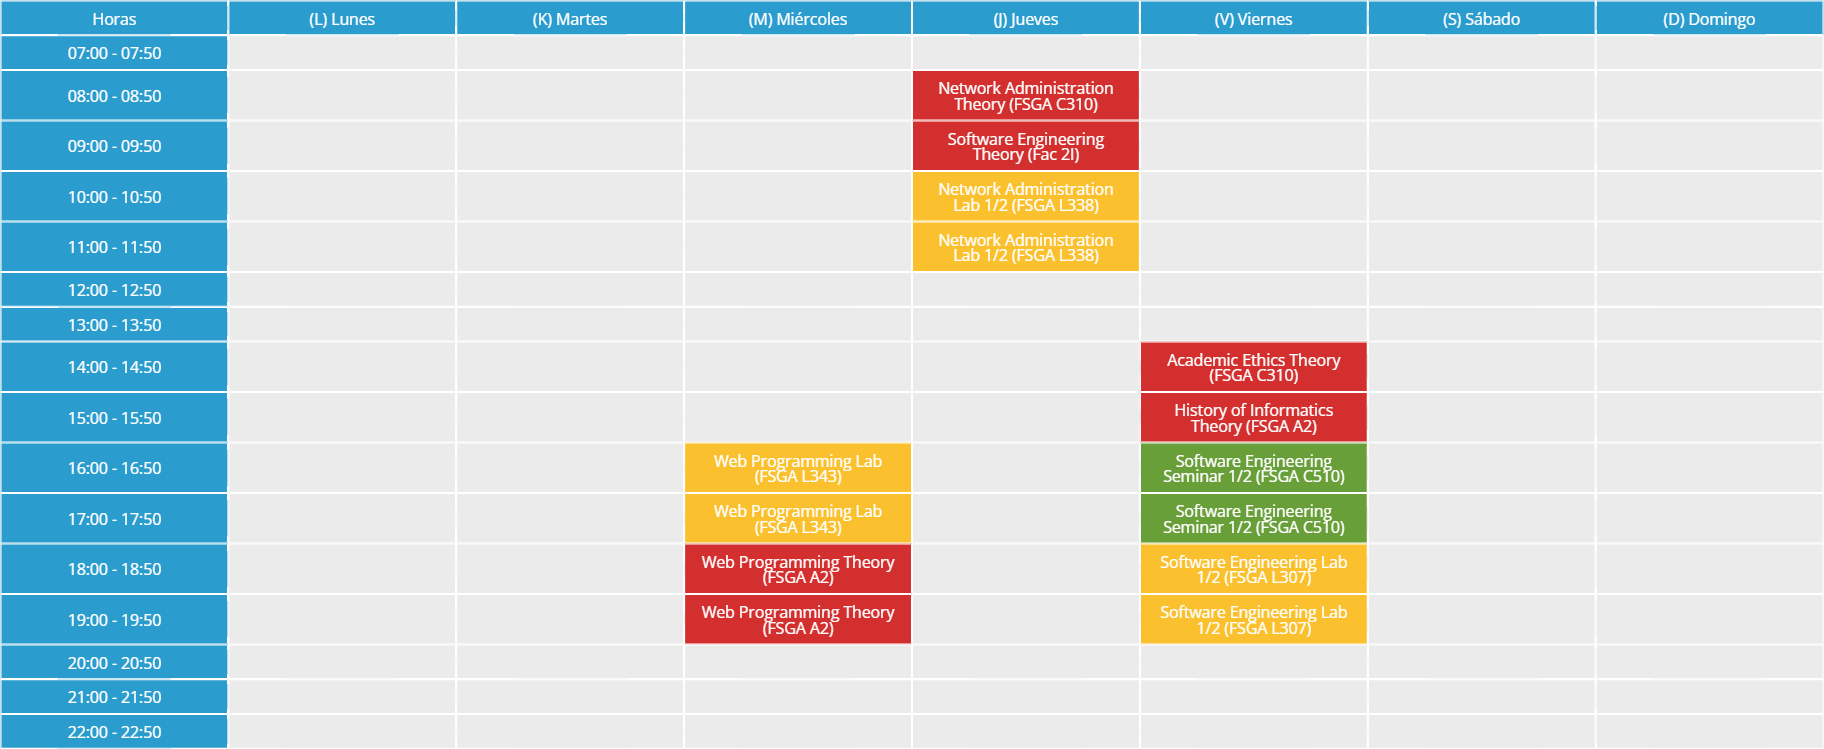 Horas
(L) Lunes
(K) Martes
(M) Miércoles
(J) Jueves
(V) Viernes
(S) Sábado
(D) Domingo
07:00 - 07:50
08:00 - 08:50
Network Administration
Theory (FSGA C310)
09:00 - 09:50
Software Engineering
Theory (Fac 2I)
10:00 - 10:50
Network Administration
Lab 1/2 (FSGA L338)
11:00 - 11:50
Network Administration
Lab 1/2 (FSGA L338)
12:00 - 12:50
13:00 - 13:50
14:00 - 14:50
Academic Ethics Theory
(FSGA C310)
15:00 - 15:50
History of Informatics
Theory (FSGA A2)
16:00 - 16:50
Web Programming Lab
(FSGA L343)
Software Engineering
Seminar 1/2 (FSGA C510)
17:00 - 17:50
Web Programming Lab
(FSGA L343)
Software Engineering
Seminar 1/2 (FSGA C510)
18:00 - 18:50
Web Programming Theory
(FSGA A2)
Software Engineering Lab
1/2 (FSGA L307)
19:00 - 19:50
Web Programming Theory
(FSGA A2)
Software Engineering Lab
1/2 (FSGA L307)
20:00 - 20:50
21:00 - 21:50
22:00 - 22:50